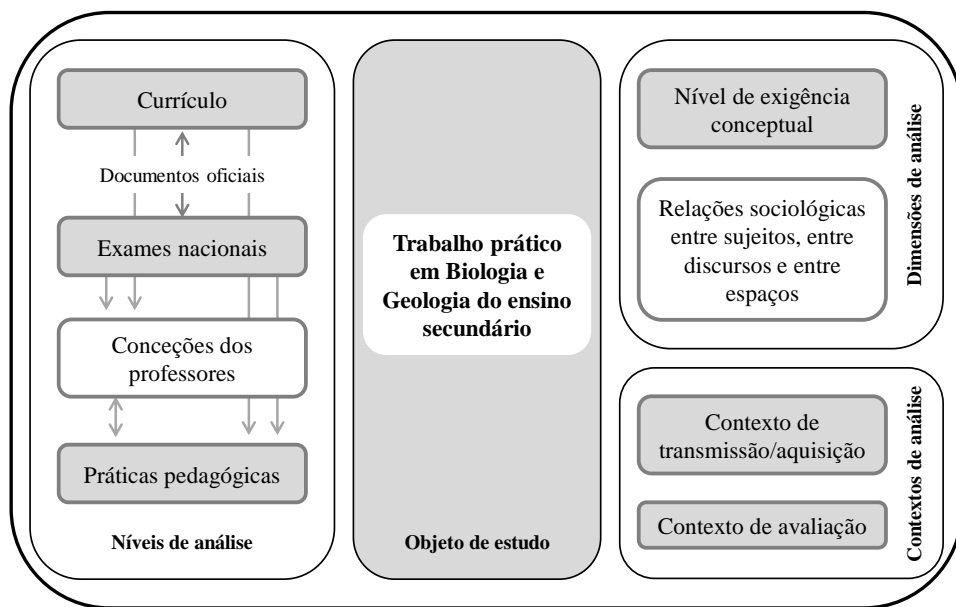 Currículo
Documentos oficiais
Exames nacionais
Conceções dos
professores
Práticas pedagógicas
Níveis de análise
Trabalho prático
em Biologia e
Geologia do ensino
secundário
Objeto de estudo
Nível de exigência
conceptual
Relações sociológicas
entre sujeitos, entre
discursos e entre
espaços
Dimensões de análise
Contexto de
transmissão/aquisição
Contexto de avaliação
Contextos de análise